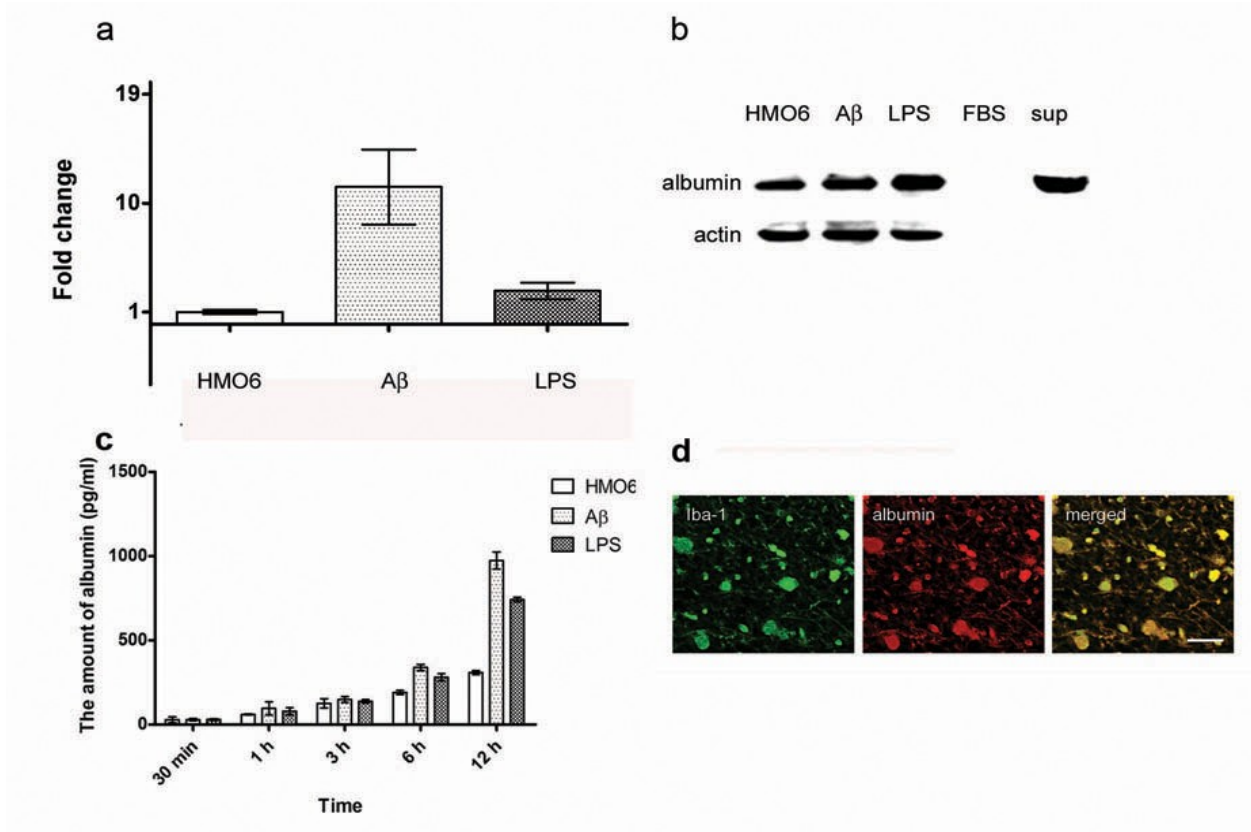 a
19
10
1
Fold change
HMO6 Aβ LPS
b
HMO6 Aβ LPS FBS sup
albumin
actin
c
The amount of albumin (pg/ml)
1500
1000
500
0
HMO6
Aβ
LPS
30 min 1 h 3 h 6 h 12 h
Time
d
Iba-1 albumin merged